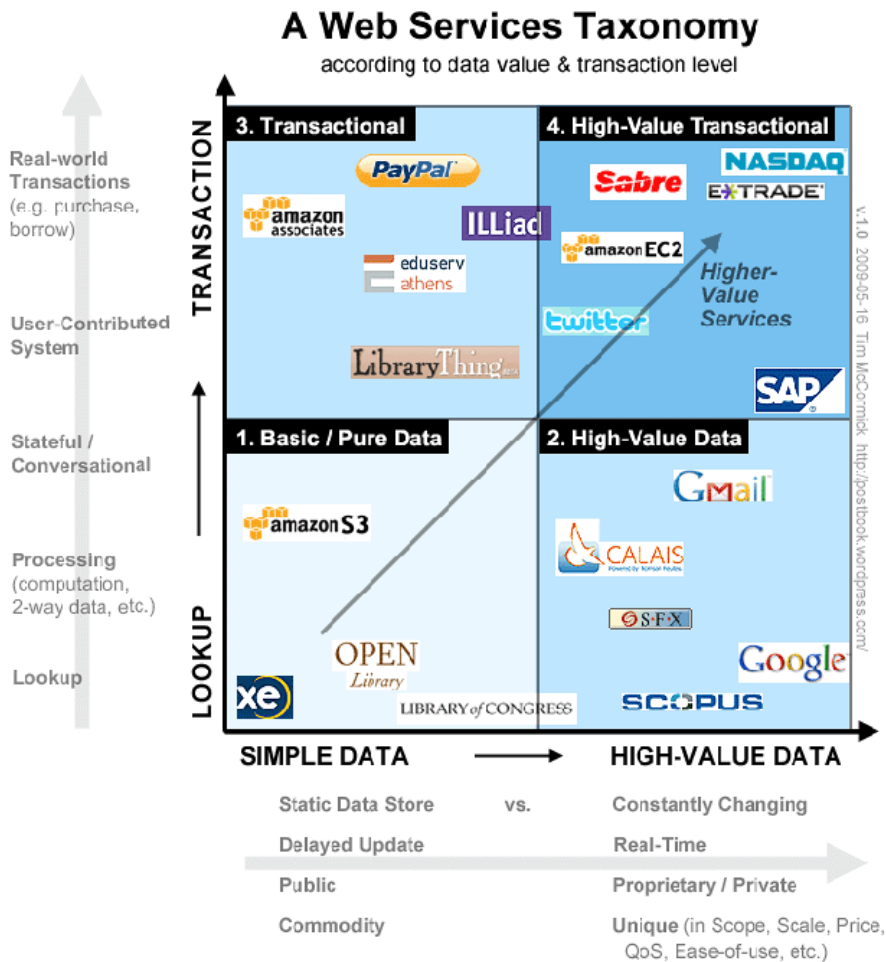 A Web Services Taxonomy
according to data value & transaction level
3. Transactional
4. High-Value Transactional
Real-world
Transactions
(e.g. purchase,
borrow)
User-Contributed
System
Stateful /
Conversational
Processing
(computation,
2-way data, etc.)
Lookup
TRANSACTION
LOOKUP
PayPal
amazon
associates
ILLiad
eduserv
athens
LibraryThing
BETA
Sabre
NASDAQ
E*TRADE
amazon EC2
Higher-
Value
Services
twitter
SAP
1. Basic / Pure Data
2. High-Value Data
amazon S3
OPEN
Library
xe
LIBRARY of CONGRESS
Gmail
CALAIS
Powered by Thomson Reuters
S·F·X
Google
SCOPUS
v.1.0 2009-05-16 Tim McCormick http://postbook.wordpress.com/
SIMPLE DATA
HIGH-VALUE DATA
Static Data Store vs. Constantly Changing
Delayed Update Real-Time
Public Proprietary / Private
Commodity Unique (in Scope, Scale, Price,
QoS, Ease-of-use, etc.)